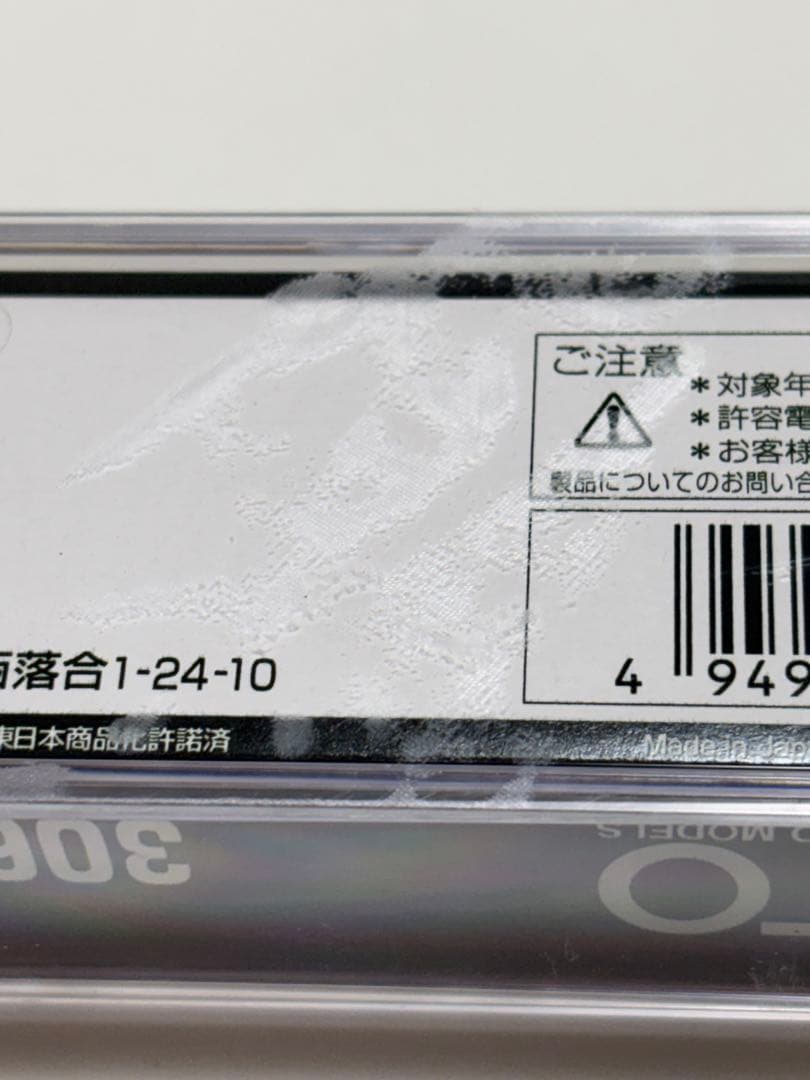 ご注意
*対象年
*許容電
*お客様
製品についてのお問い合
4 949
西落合1-24-10
東日本商品化許諾済
Made in Jap
306
MODELS